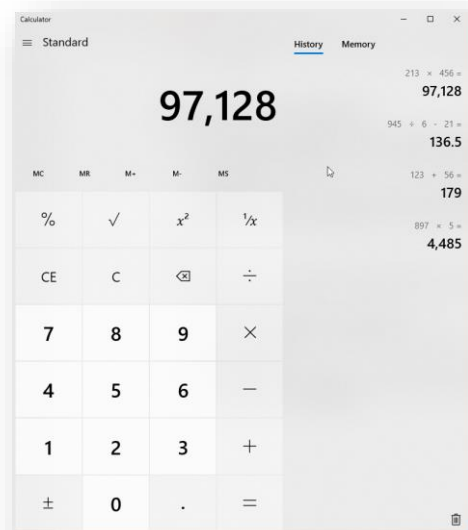 Calculator
Standard
97,128
MC MR M+ M- MS
% √ x² ¹/x
CE C ÷
7 8 9 ×
4 5 6 −
1 2 3 +
± 0 . =
History Memory
213 × 456 =
97,128
945 ÷ 6 - 21 =
136.5
123 + 56 =
179
897 × 5 =
4,485